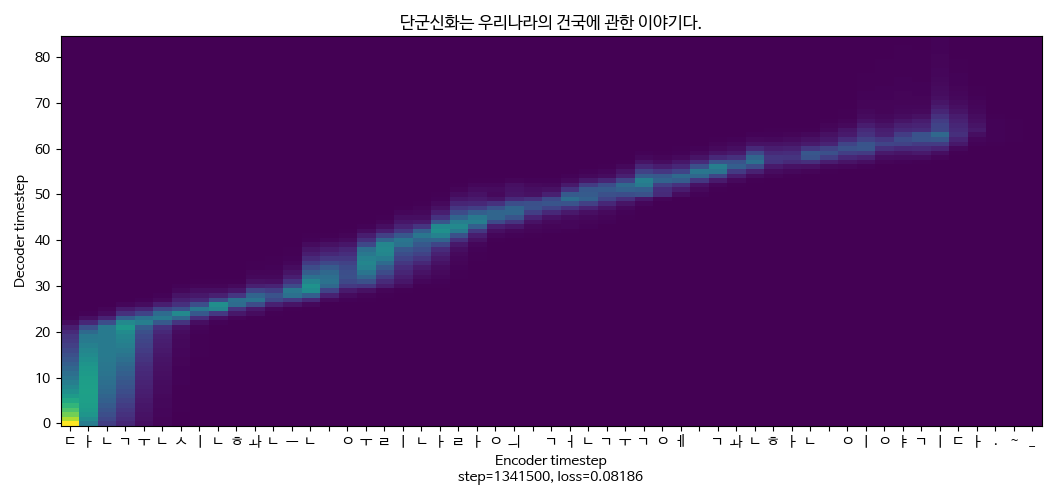 단군신화는 우리나라의 건국에 관한 이야기다.
80
70
60
50
40
30
20
10
0
Decoder timestep
ㄷ ㅏ ㄴ ㄱ ㅜ ㄴ ㅅ ㅣ ㄴ ㅎ ㅘ ㄴ ㅡ ㄴ ㅇ ㅜ ㄹ ㅣ ㄴ ㅏ ㄹ ㅏ ㅇ ㅢ ㄱ ㅓ ㄴ ㄱ ㅜ ㄱ ㅇ ㅔ ㄱ ㅘ ㄴ ㅎ ㅏ ㄴ ㅇ ㅣ ㅇ ㅑ ㄱ ㅣ ㄷ ㅏ . ~ _
Encoder timestep
step=1341500, loss=0.08186